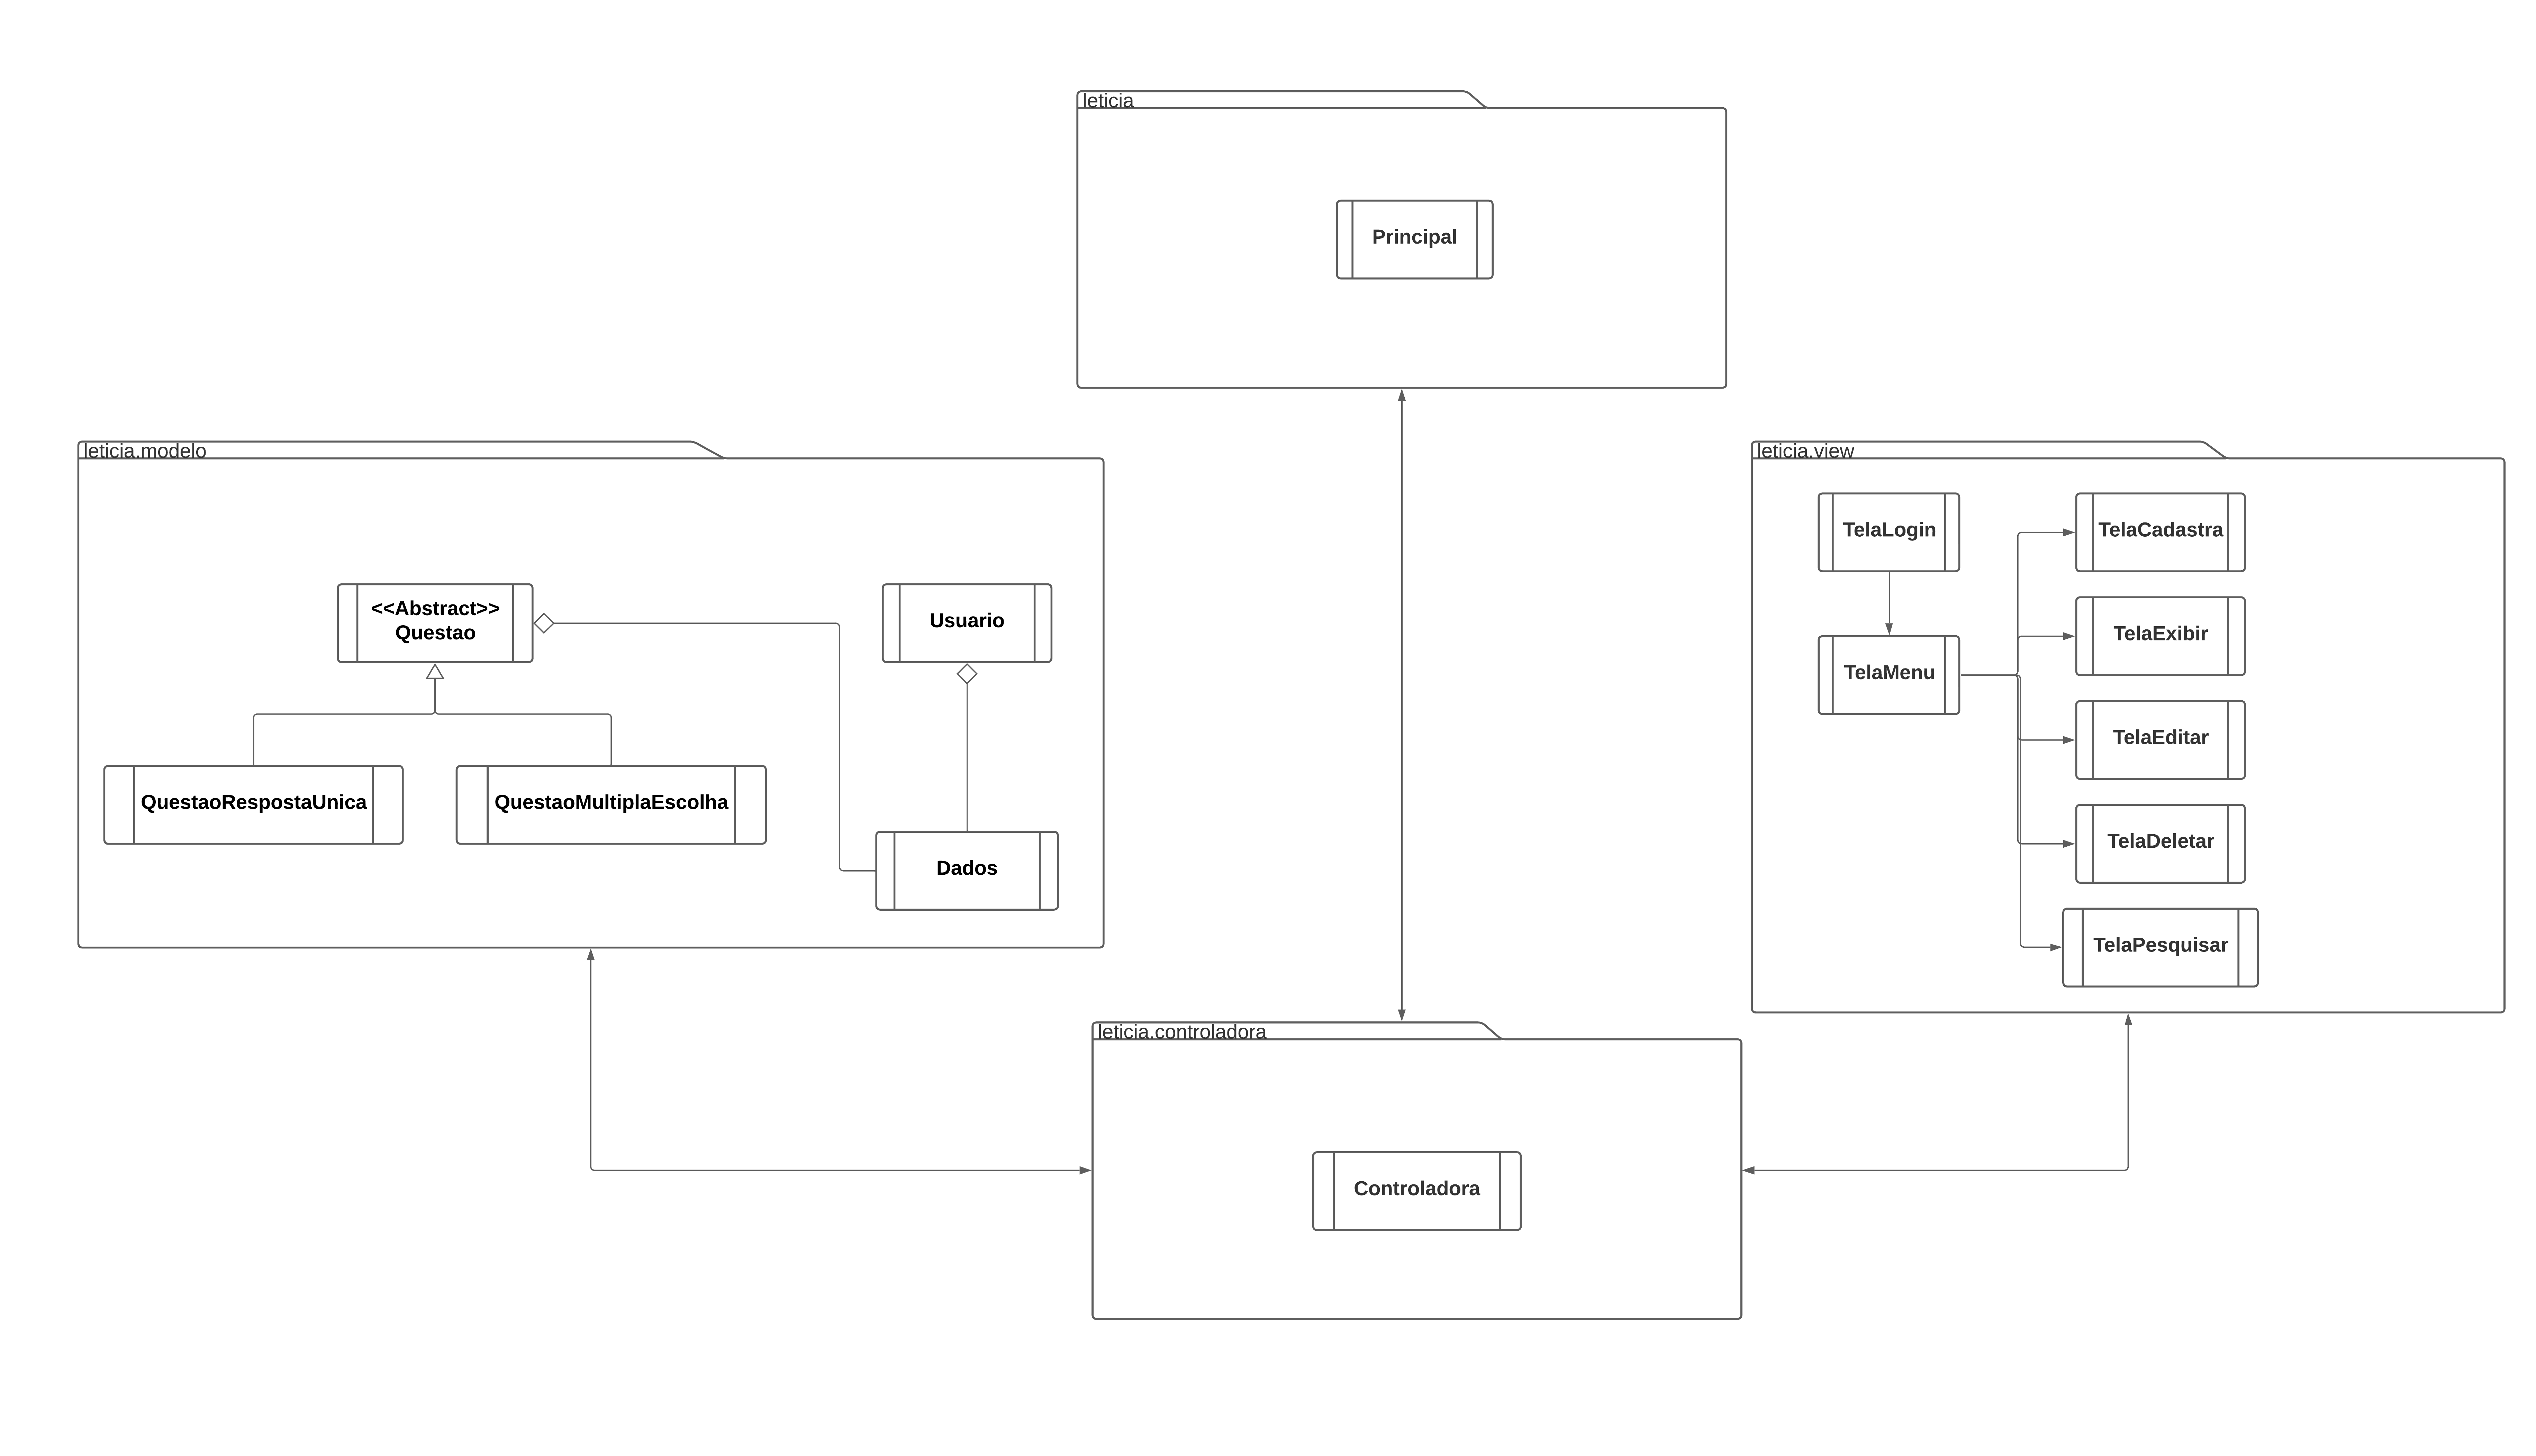 leticia
Principal
leticia.modelo
<<Abstract>>
Questao
Usuario
QuestaoRespostaUnica
QuestaoMultiplaEscolha
Dados
leticia.view
TelaLogin
TelaCadastra
TelaExibir
TelaMenu
TelaEditar
TelaDeletar
TelaPesquisar
leticia.controladora
Controladora